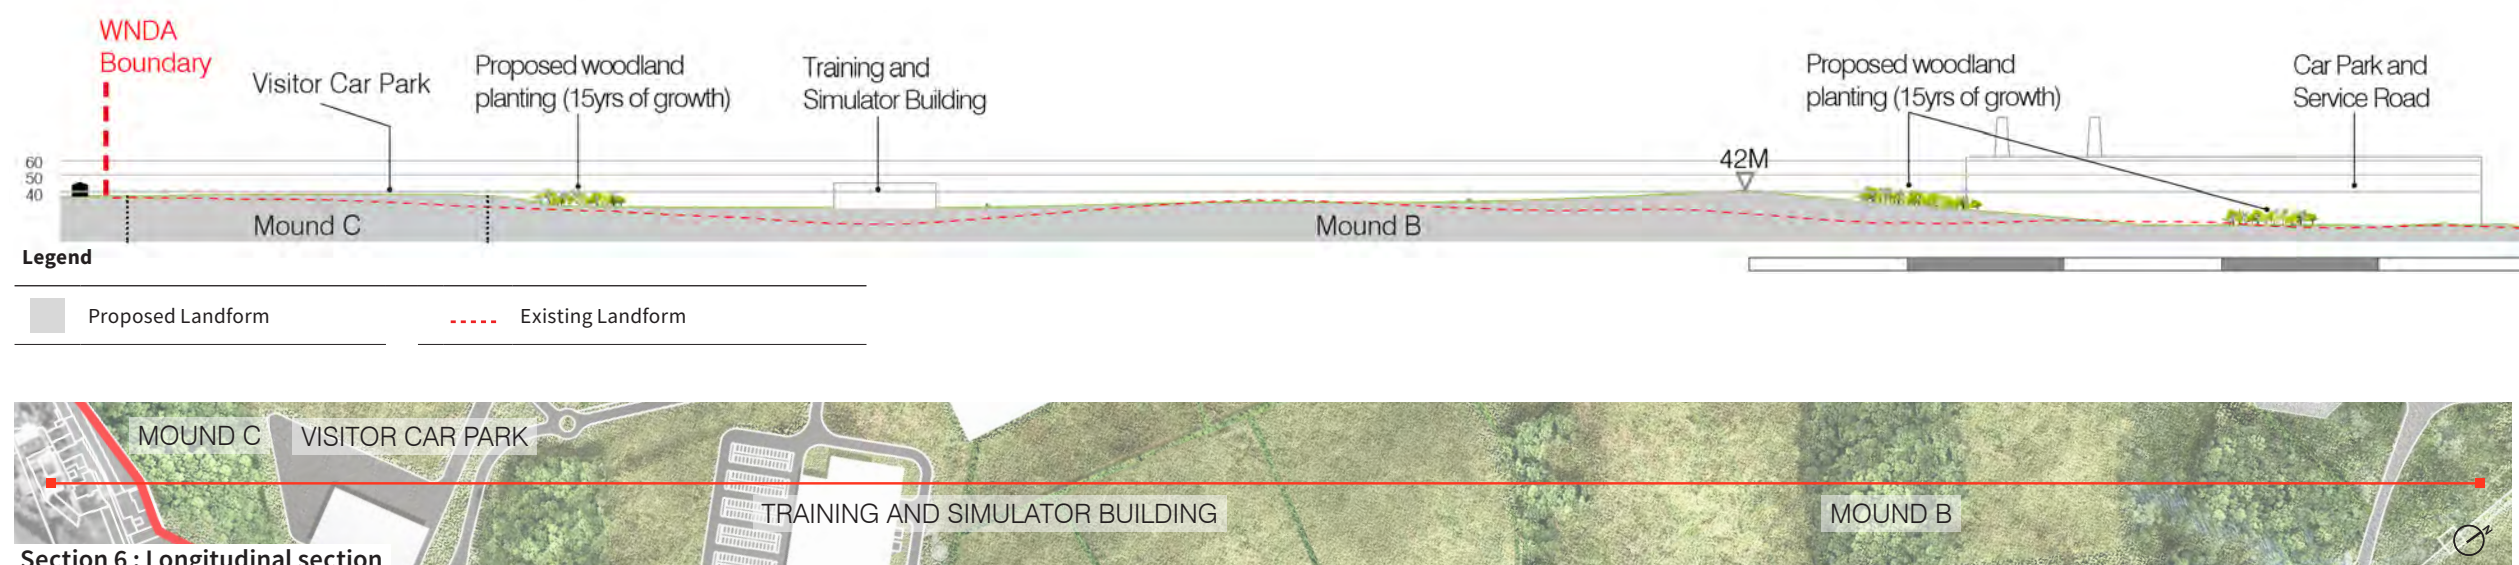 WNDA
Boundary
Visitor Car Park
Proposed woodland
planting (15yrs of growth)
Training and
Simulator Building
Proposed woodland
planting (15yrs of growth)
Car Park and
Service Road
60
50
40
42M
Mound C
Mound B
Legend
Proposed Landform
Existing Landform
MOUND C
VISITOR CAR PARK
TRAINING AND SIMULATOR BUILDING
MOUND B
N
Section 6 : Longitudinal section